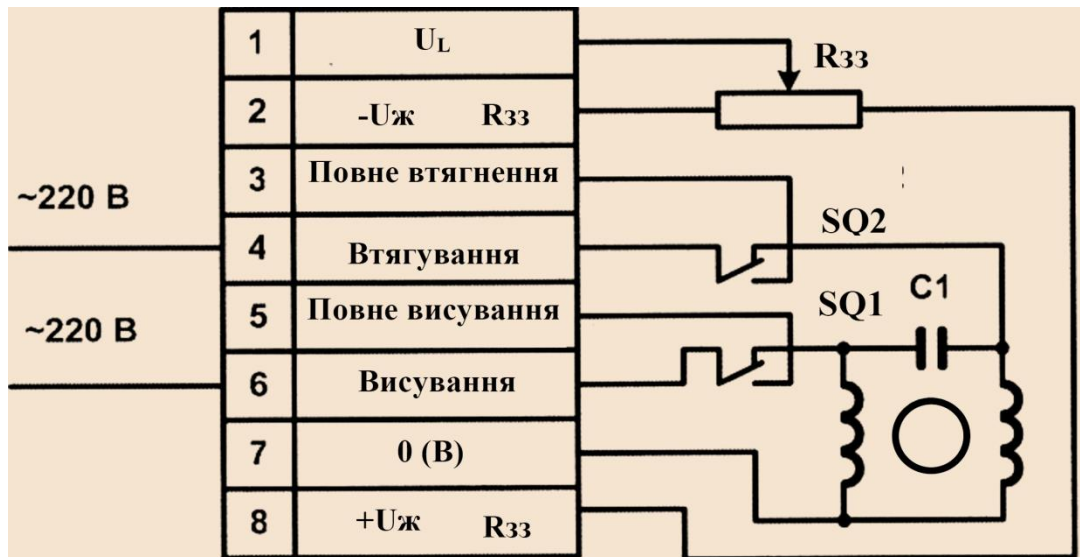 1 U_L
Rзз
2 -Uж Rзз
3 Повне втягнення
~220 В
SQ2
4 Втягування
C1
5 Повне висування
SQ1
~220 В
6 Висування
7 0 (В)
8 +Uж Rзз